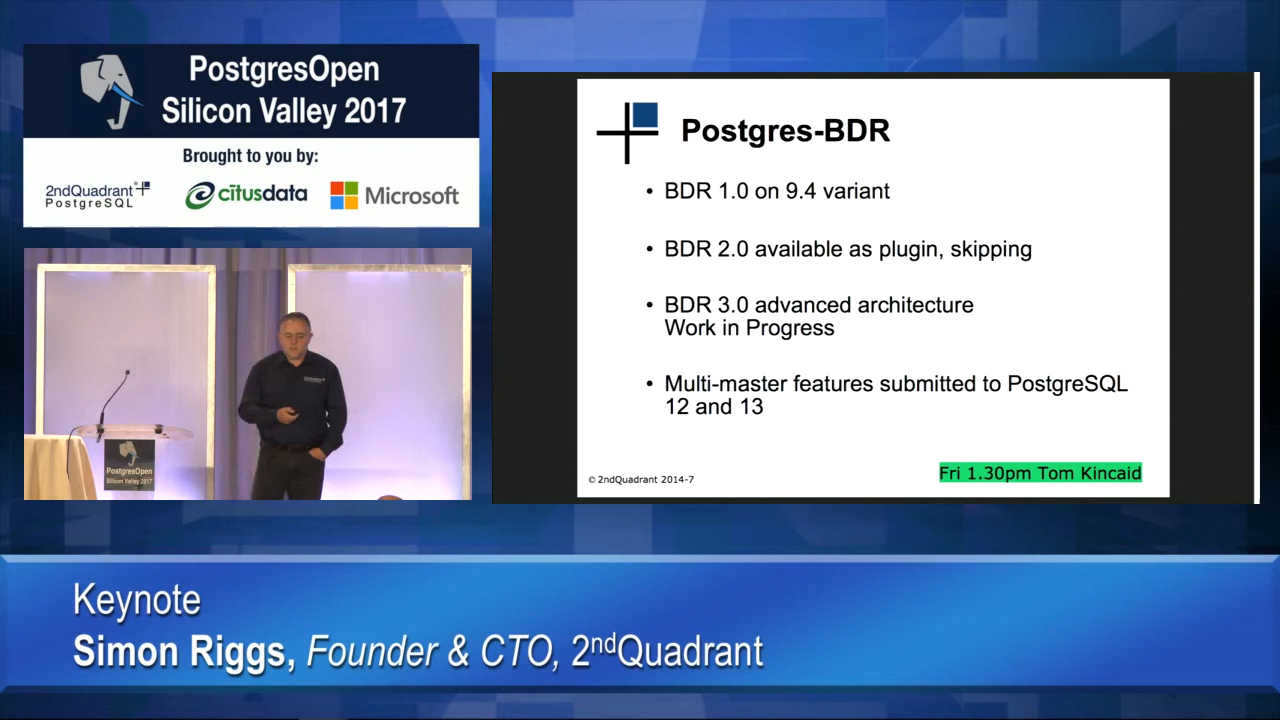 PostgresOpen
Silicon Valley 2017
Brought to you by:
2ndQuadrant®
PostgreSQL
citusdata
Microsoft
Postgres-BDR
• BDR 1.0 on 9.4 variant
• BDR 2.0 available as plugin, skipping
• BDR 3.0 advanced architecture
Work in Progress
• Multi-master features submitted to PostgreSQL
12 and 13
© 2ndQuadrant 2014-7
Fri 1.30pm Tom Kincaid
PostgresOpen
Silicon Valley 2017
Keynote
Simon Riggs, Founder & CTO, 2ndQuadrant